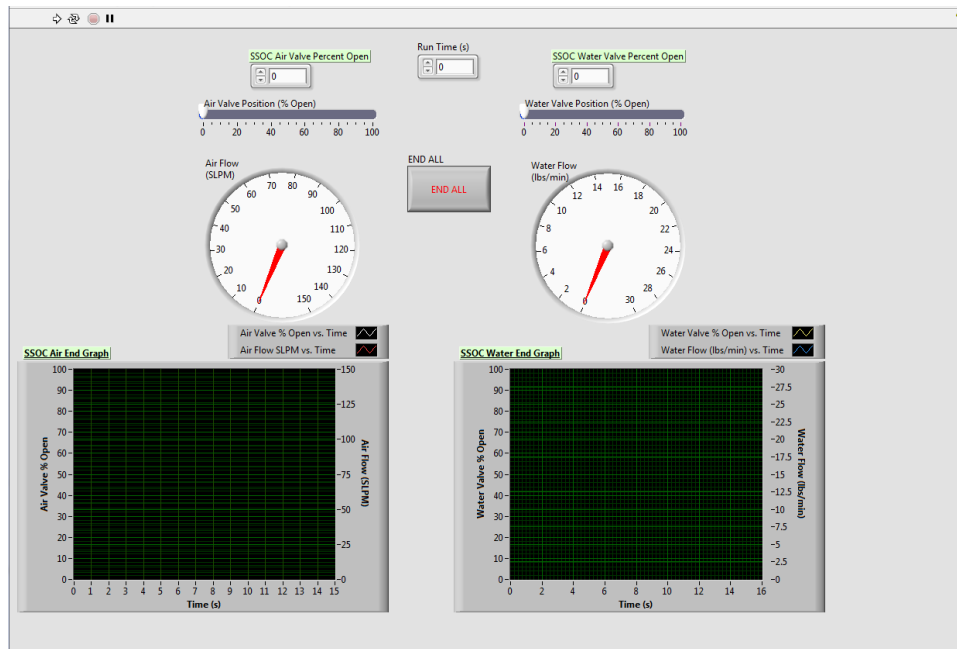 Run Time (s)
0
SSOC Air Valve Percent Open
0
SSOC Water Valve Percent Open
0
Air Valve Position (% Open)
0 20 40 60 80 100
Water Valve Position (% Open)
0 20 40 60 80 100
Air Flow
(SLPM)
0 10 20 30 40 50 60 70 80 90 100 110 120 130 140 150
END ALL
END ALL
Water Flow
(lbs/min)
0 2 4 6 8 10 12 14 16 18 20 22 24 26 28 30
Air Valve % Open vs. Time
Air Flow SLPM vs. Time
SSOC Air End Graph
100
90
80
70
60
50
40
30
20
10
0
Air Valve % Open
150
125
100
75
50
25
0
Air Flow (SLPM)
0 1 2 3 4 5 6 7 8 9 10 11 12 13 14 15
Time (s)
Water Valve % Open vs. Time
Water Flow (lbs/min) vs. Time
SSOC Water End Graph
100
90
80
70
60
50
40
30
20
10
0
Water Valve % Open
30
27.5
25
22.5
20
17.5
15
12.5
10
7.5
5
2.5
0
Water Flow (lbs/min)
0 2 4 6 8 10 12 14 16
Time (s)